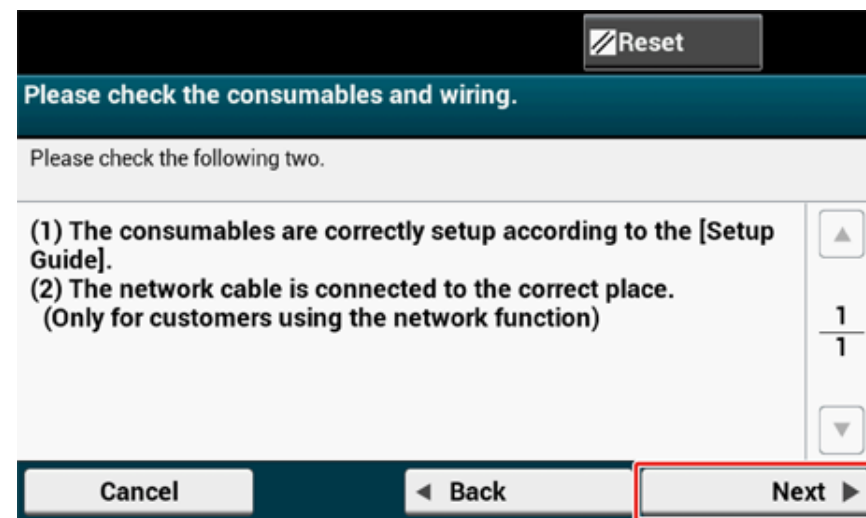 Reset
Please check the consumables and wiring.
Please check the following two.
(1) The consumables are correctly setup according to the [Setup
Guide].
(2) The network cable is connected to the correct place.
(Only for customers using the network function)
1
1
Cancel
Back
Next